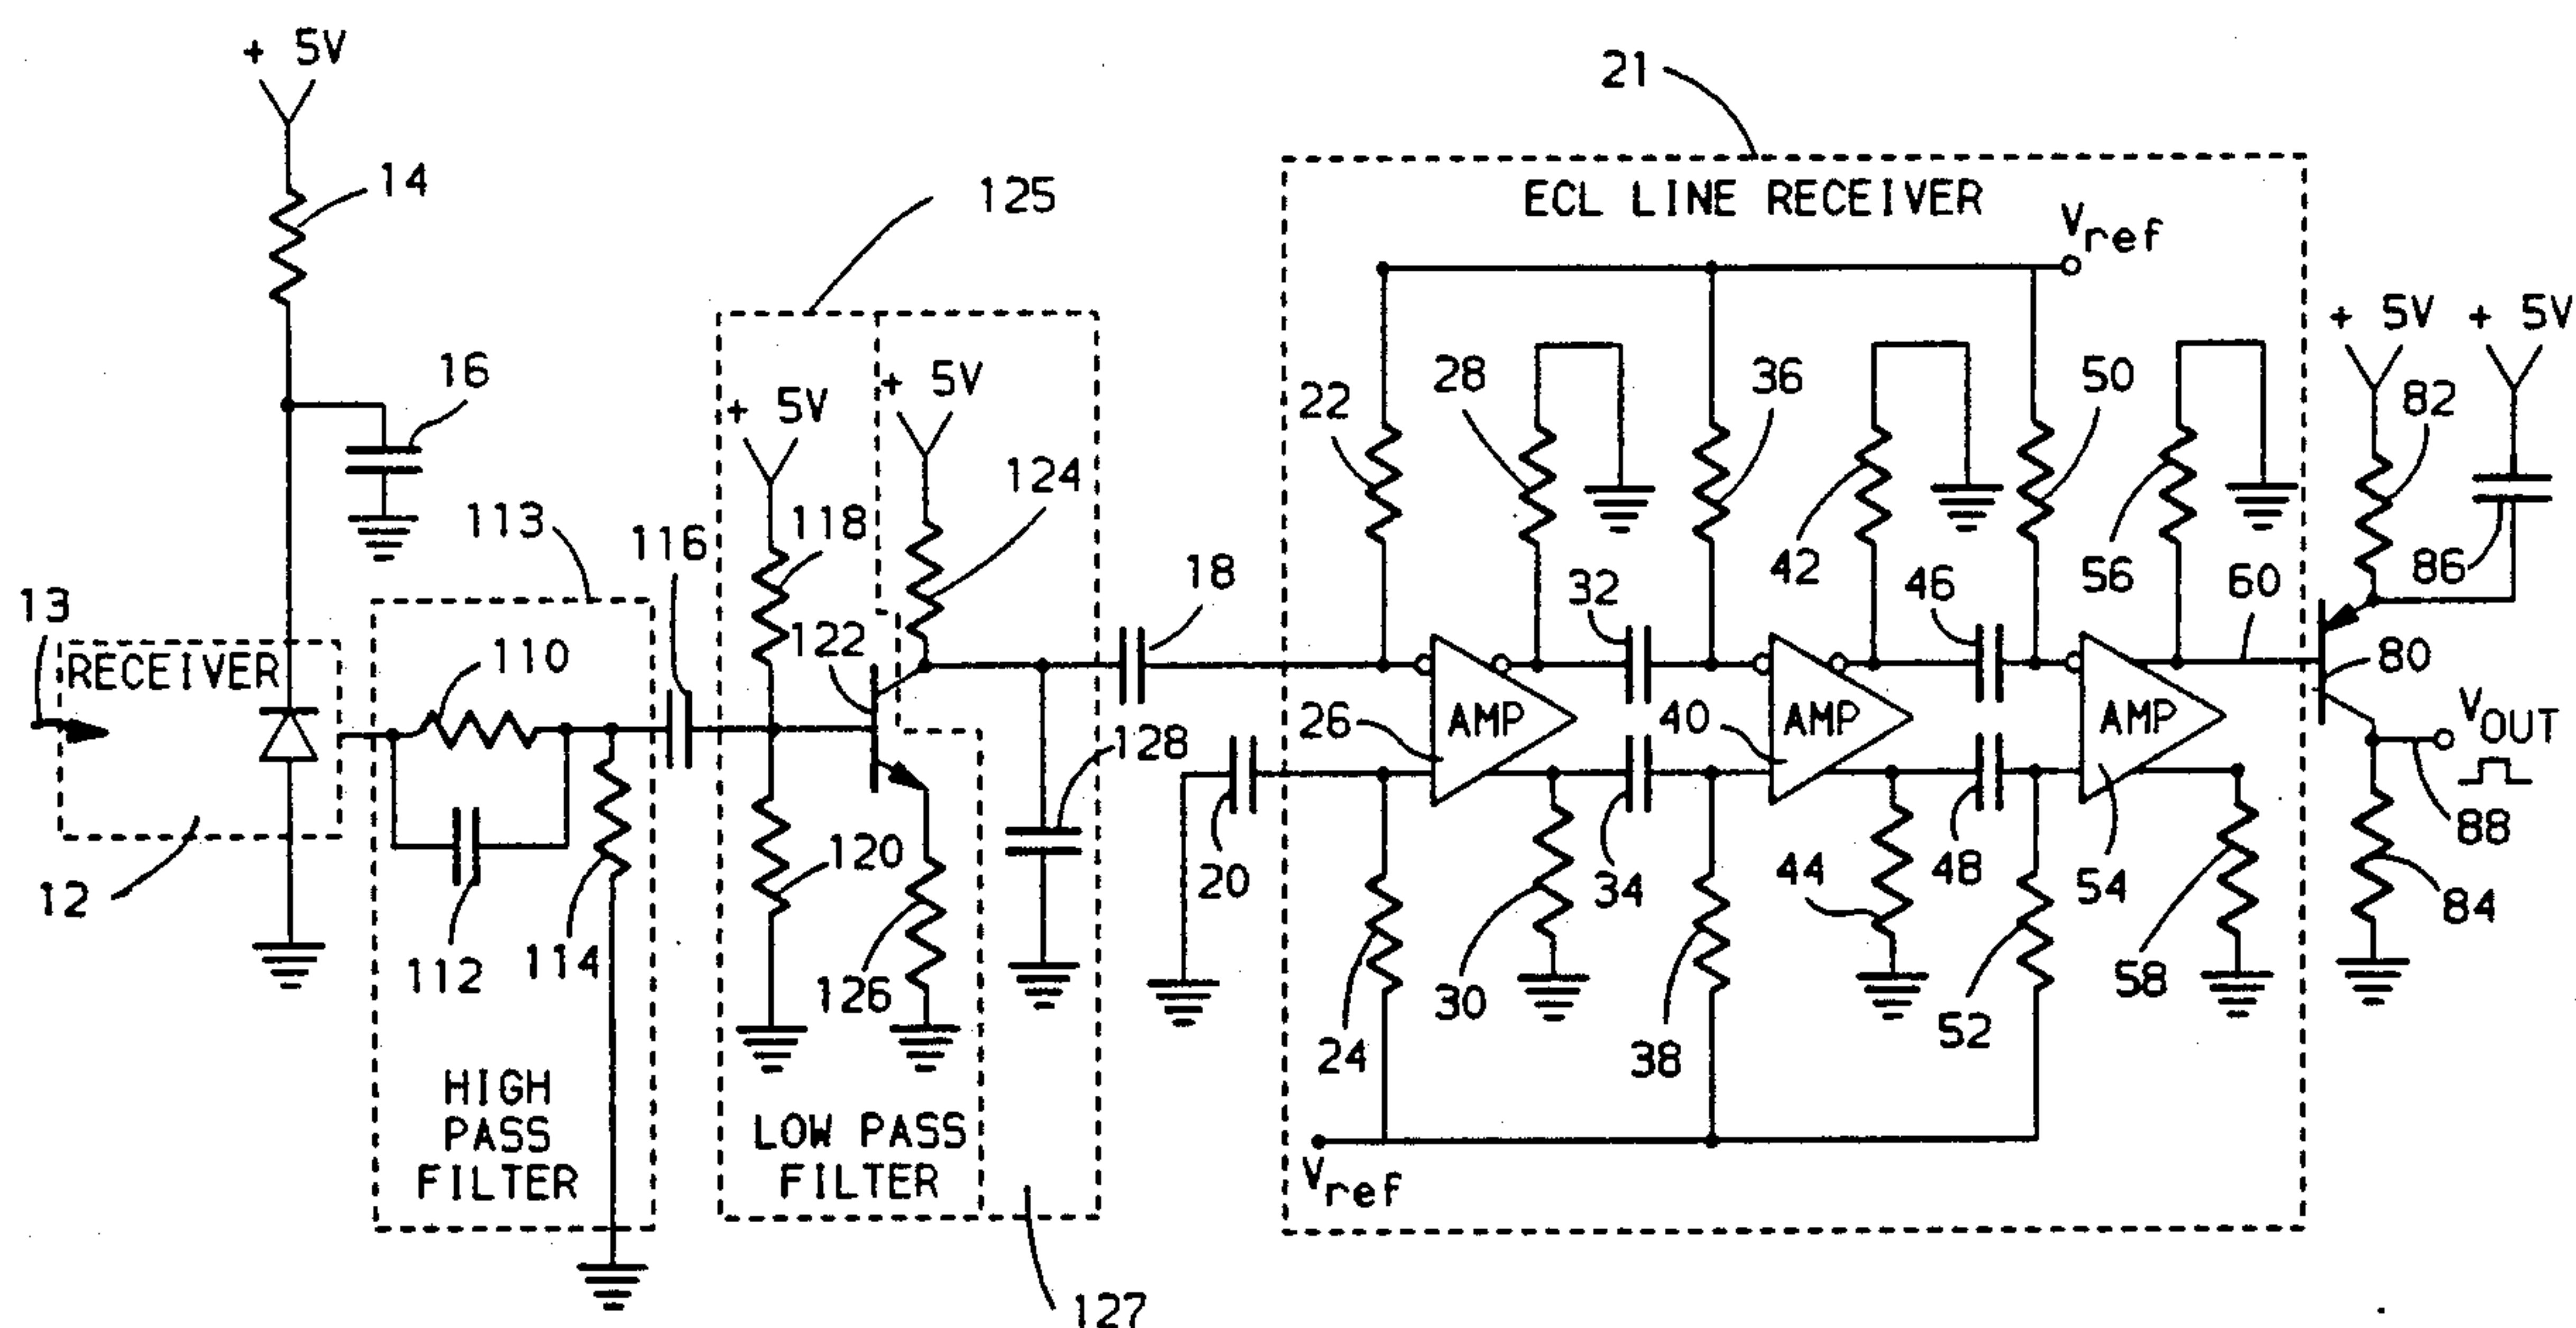 + 5V
14
16
13
RECEIVER
12
110
112
113
114
116
HIGH
PASS
FILTER
125
+ 5V
+ 5V
118
120
122
124
126
128
LOW PASS
FILTER
127
18
20
21
ECL LINE RECEIVER
Vref
22
28
36
42
50
56
32
46
60
26
AMP
40
AMP
AMP
54
24
30
34
38
44
48
52
58
Vref
+ 5V
+ 5V
82
86
80
VOUT
88
84